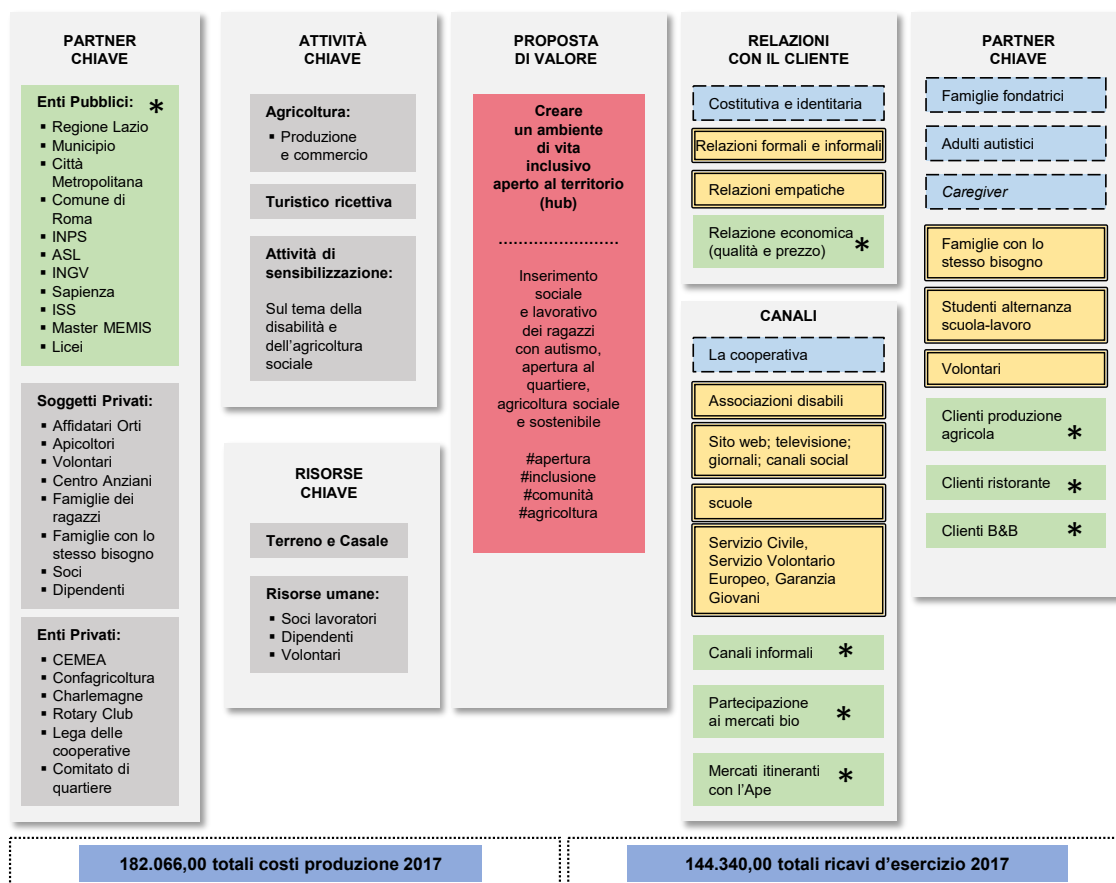 PARTNER
CHIAVE
Enti Pubblici: *
▪ Regione Lazio
▪ Municipio
▪ Città
Metropolitana
▪ Comune di
Roma
▪ INPS
▪ ASL
▪ INGV
▪ Sapienza
▪ ISS
▪ Master MEMIS
▪ Licei
Soggetti Privati:
▪ Affidatari Orti
▪ Apicoltori
▪ Volontari
▪ Centro Anziani
▪ Famiglie dei
ragazzi
▪ Famiglie con lo
stesso bisogno
▪ Soci
▪ Dipendenti
Enti Privati:
▪ CEMEA
▪ Confagricoltura
▪ Charlemagne
▪ Rotary Club
▪ Lega delle
cooperative
▪ Comitato di
quartiere
ATTIVITÀ
CHIAVE
Agricoltura:
▪ Produzione
e commercio
Turistico ricettiva
Attività di
sensibilizzazione:
Sul tema della
disabilità e
dell’agricoltura
sociale
RISORSE
CHIAVE
Terreno e Casale
Risorse umane:
▪ Soci lavoratori
▪ Dipendenti
▪ Volontari
PROPOSTA
DI VALORE
Creare
un ambiente
di vita
inclusivo
aperto al territorio
(hub)
........................
Inserimento
sociale
e lavorativo
dei ragazzi
con autismo,
apertura al
quartiere,
agricoltura sociale
e sostenibile
#apertura
#inclusione
#comunità
#agricoltura
RELAZIONI
CON IL CLIENTE
Costitutiva e identitaria
Relazioni formali e informali
Relazioni empatiche
Relazione economica
(qualità e prezzo) *
CANALI
La cooperativa
Associazioni disabili
Sito web; televisione;
giornali; canali social
scuole
Servizio Civile,
Servizio Volontario
Europeo, Garanzia
Giovani
Canali informali *
Partecipazione
ai mercati bio *
Mercati itineranti
con l’Ape *
PARTNER
CHIAVE
Famiglie fondatrici
Adulti autistici
Caregiver
Famiglie con lo
stesso bisogno
Studenti alternanza
scuola-lavoro
Volontari
Clienti produzione
agricola *
Clienti ristorante *
Clienti B&B *
182.066,00 totali costi produzione 2017
144.340,00 totali ricavi d’esercizio 2017